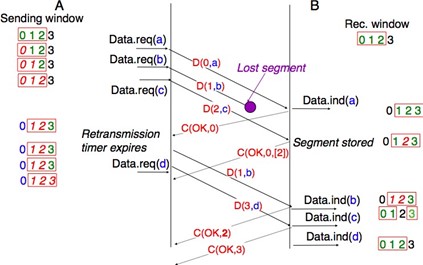 A
B
Sending window
Rec. window
0 1 2 3
0 1 2 3
0 1 2 3
0 1 2 3
0 1 2 3
Data.req(a)
Data.req(b)
Data.req(c)
D(0,a)
D(1,b)
D(2,c)
Lost segment
Data.ind(a)
0 1 2 3
C(OK,0)
Retransmission
timer expires
Data.req(d)
C(OK,0,[2])
Segment stored
0 1 2 3
0 1 2 3
0 1 2 3
0 1 2 3
0 1 2 3
D(1,b)
D(3,d)
Data.ind(b)
0 1 2 3
Data.ind(c)
0 1 2 3
C(OK,2)
Data.ind(d)
0 1 2 3
C(OK,3)